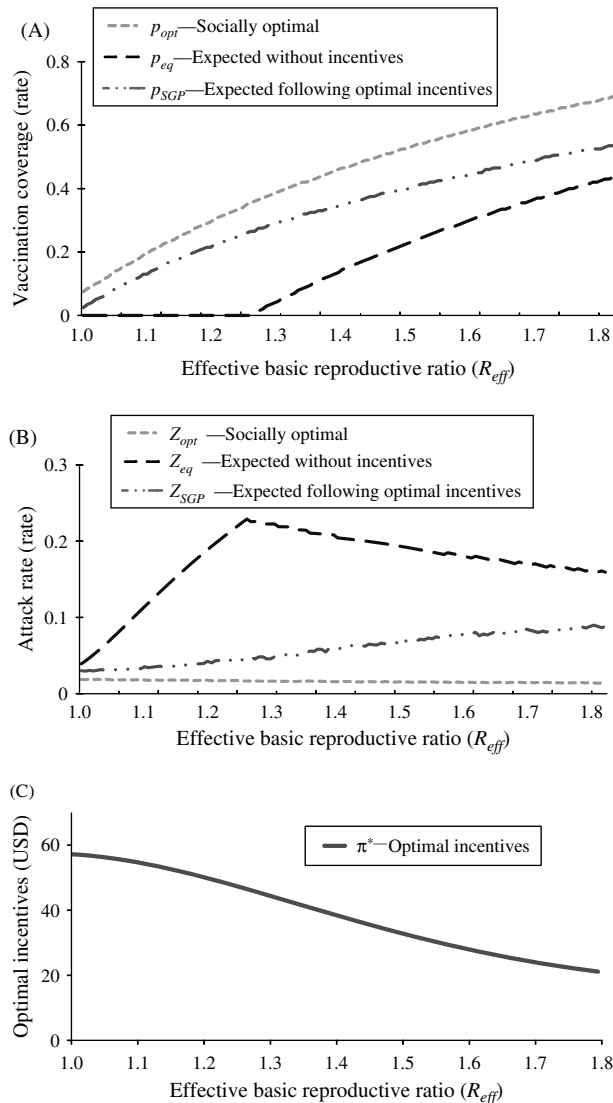 (A)
p_opt—Socially optimal
p_eq—Expected without incentives
p_SGP—Expected following optimal incentives
Vaccination coverage (rate)
0.8
0.6
0.4
0.2
0
1.0 1.1 1.2 1.3 1.4 1.5 1.6 1.7 1.8
Effective basic reproductive ratio (R_eff)
(B)
Z_opt —Socially optimal
Z_eq —Expected without incentives
Z_SGP —Expected following optimal incentives
Attack rate (rate)
0.3
0.2
0.1
0
1.0 1.1 1.2 1.3 1.4 1.5 1.6 1.7 1.8
Effective basic reproductive ratio (R_eff)
(C)
π*—Optimal incentives
Optimal incentives (USD)
60
40
20
0
1.0 1.1 1.2 1.3 1.4 1.5 1.6 1.7 1.8
Effective basic reproductive ratio (R_eff)